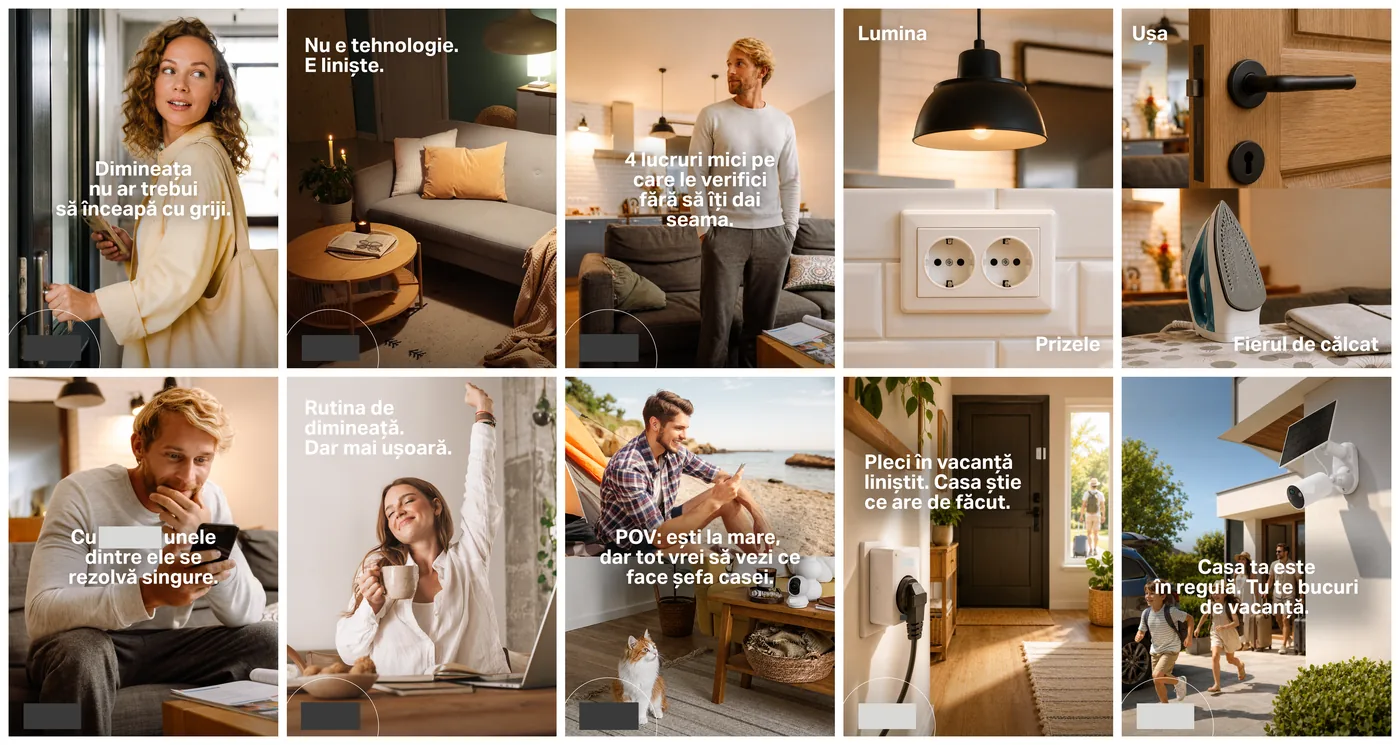 Dimineața
nu ar trebui
să înceapă cu griji.
Nu e tehnologie.
E liniște.
4 lucruri mici pe
care le verifici
fără să îți dai
seama.
Lumina
Prizele
Ușa
Fierul de călcat
Cu unele
dintre ele se
rezolvă singure.
Rutina de
dimineață.
Dar mai ușoară.
POV: ești la mare,
dar tot vrei să vezi ce
face șefa casei.
Pleci în vacanță
liniștit. Casa știe
ce are de făcut.
Casa ta este
în regulă. Tu te bucuri
de vacanță.